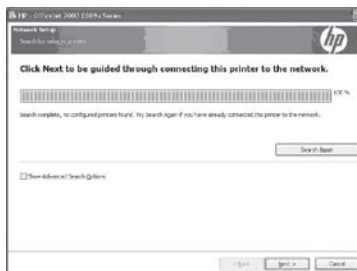 HP - Officejet 7000 E809a Series
Network Setup
Search for network printers
hp
Click Next to be guided through connecting this printer to the network.
100 %
Search complete, no configured printers found. Try Search Again if you have already connected the printer to the network.
Search Again
Show Advanced Search Options
< Back
Next >
Cancel